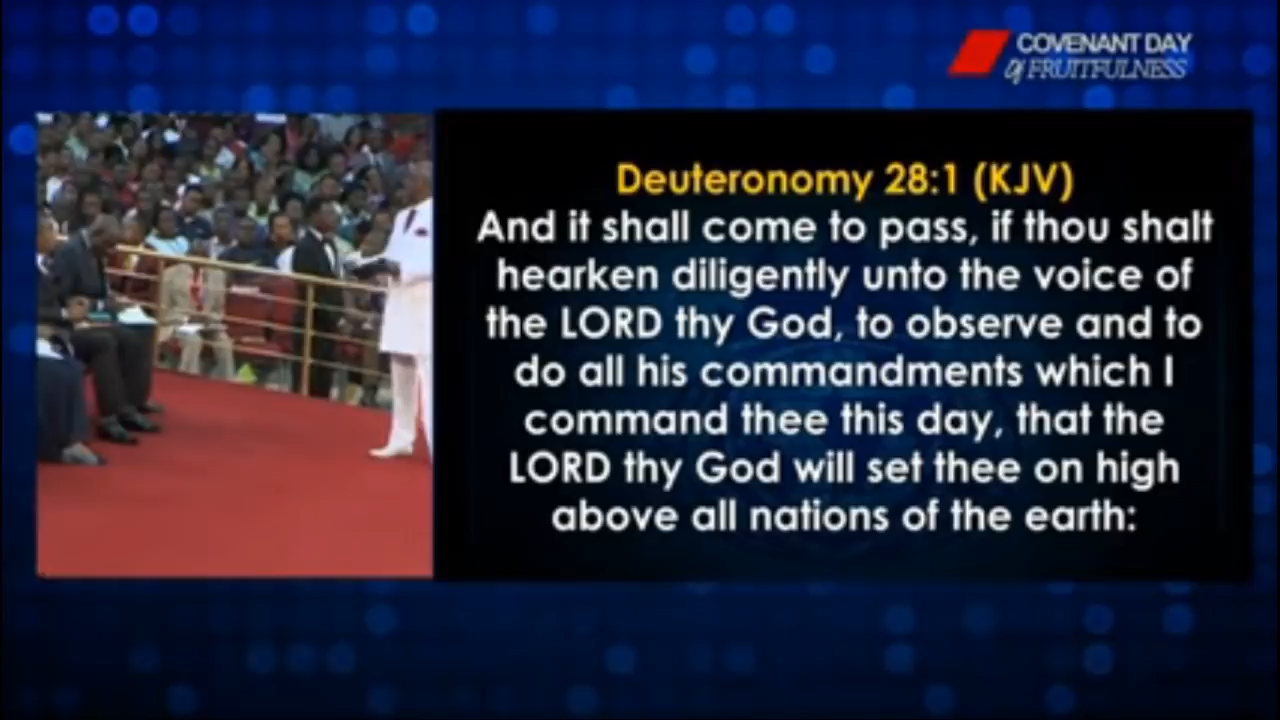 COVENANT DAY
of FRUITFULNESS
Deuteronomy 28:1 (KJV)
And it shall come to pass, if thou shalt
hearken diligently unto the voice of
the LORD thy God, to observe and to
do all his commandments which I
command thee this day, that the
LORD thy God will set thee on high
above all nations of the earth: